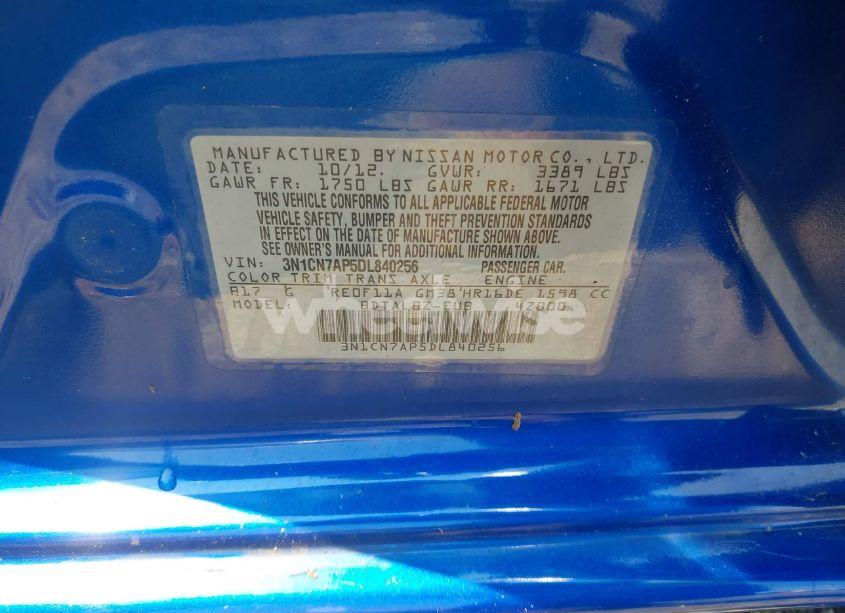 MANUFACTURED BY NISSAN MOTOR CO., LTD.
DATE: 10/12. GVWR: 3389 LBS
GAWR FR: 1750 LBS GAWR RR: 1671 LBS
THIS VEHICLE CONFORMS TO ALL APPLICABLE FEDERAL MOTOR
VEHICLE SAFETY, BUMPER AND THEFT PREVENTION STANDARDS
IN EFFECT ON THE DATE OF MANUFACTURE SHOWN ABOVE.
SEE OWNER'S MANUAL FOR ADDITIONAL INFORMATION.
VIN: 3N1CN7AP5DL840256 PASSENGER CAR.
COLOR TRIM TRANS AXLE ENGINE
B17 G RE0F11A GM38 HR16DE 1598 CC
MODEL: BDTALBZ-EUB 4Z600
wheelwise
3N1CN7AP5DL840256